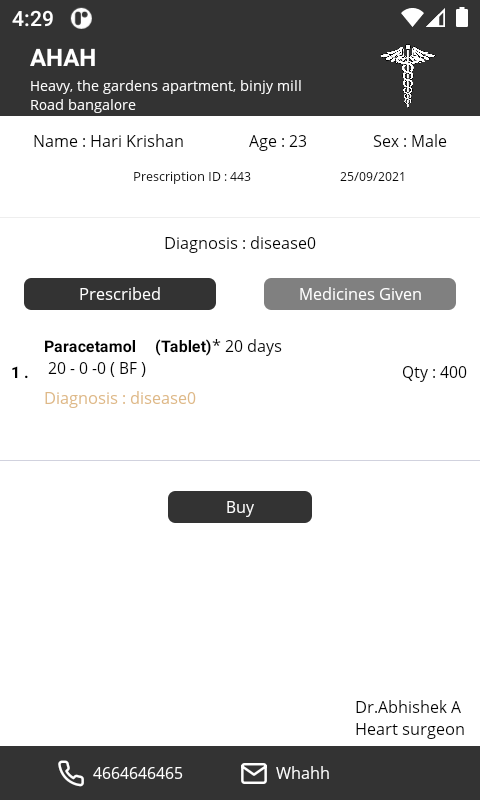 4:29
AHAH
Heavy, the gardens apartment, binjy mill
Road bangalore
Name : Hari Krishan Age : 23 Sex : Male
Prescription ID : 443 25/09/2021
Diagnosis : disease0
Prescribed Medicines Given
Paracetamol (Tablet)* 20 days
20 - 0 -0 ( BF )
1 . Qty : 400
Diagnosis : disease0
Buy
Dr.Abhishek A
Heart surgeon
4664646465 Whahh